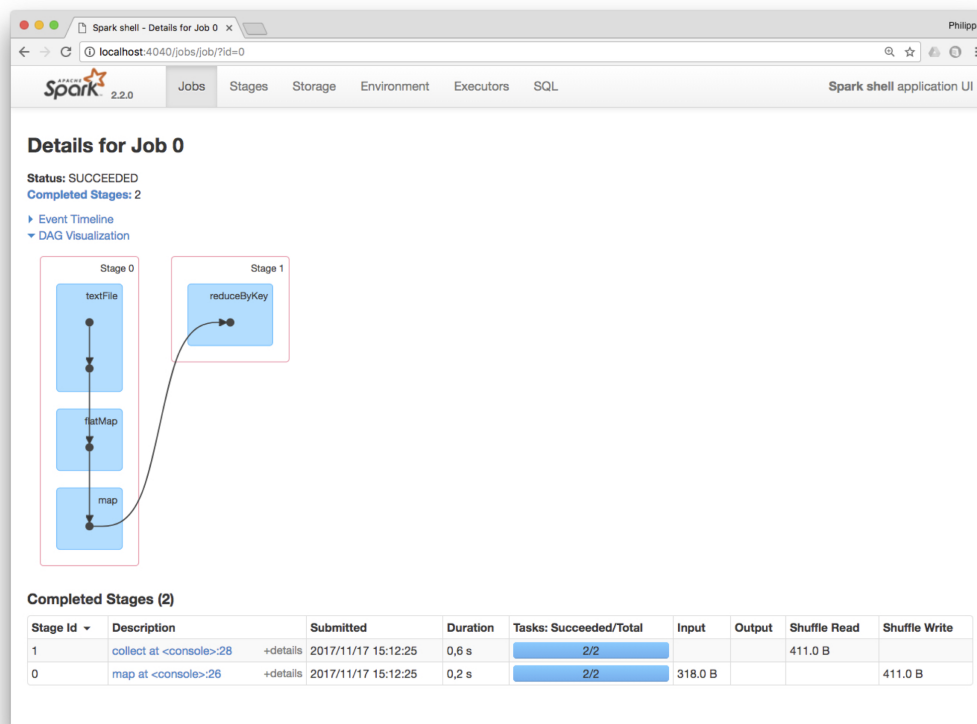 Spark shell - Details for Job 0 ×
Philipp
localhost:4040/jobs/job/?id=0
APACHE Spark 2.2.0 Jobs Stages Storage Environment Executors SQL Spark shell application UI
Details for Job 0
Status: SUCCEEDED
Completed Stages: 2
Event Timeline
DAG Visualization
Stage 0
textFile
flatMap
map
Stage 1
reduceByKey
Completed Stages (2)
Stage Id Description Submitted Duration Tasks: Succeeded/Total Input Output Shuffle Read Shuffle Write
1 collect at <console>:28 +details 2017/11/17 15:12:25 0,6 s 2/2 411.0 B
0 map at <console>:26 +details 2017/11/17 15:12:25 0,2 s 2/2 318.0 B 411.0 B